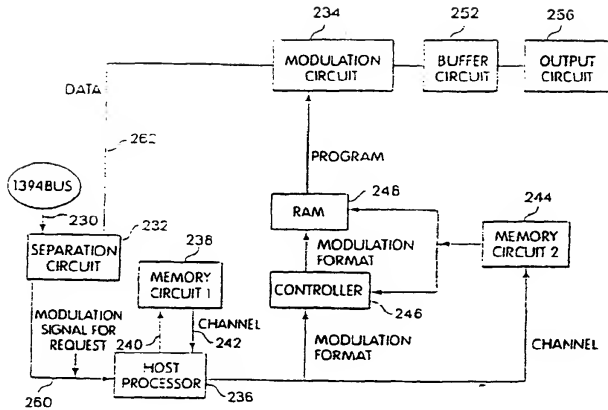 234
252
256
MODULATION
CIRCUIT
BUFFER
CIRCUIT
OUTPUT
CIRCUIT
DATA
262
PROGRAM
1394BUS
230
232
SEPARATION
CIRCUIT
238
MEMORY
CIRCUIT 1
248
RAM
244
MEMORY
CIRCUIT 2
MODULATION
FORMAT
CONTROLLER
246
MODULATION
SIGNAL FOR
REQUEST
240
CHANNEL
242
MODULATION
FORMAT
CHANNEL
HOST
PROCESSOR
236
260